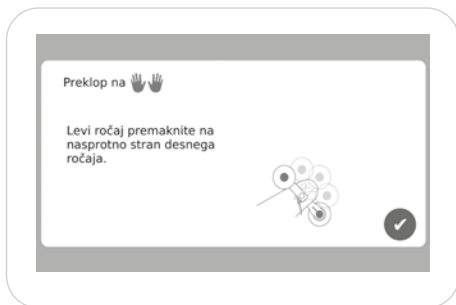 Preklop na
Levi ročaj premaknite na
nasprotno stran desnega
ročaja.